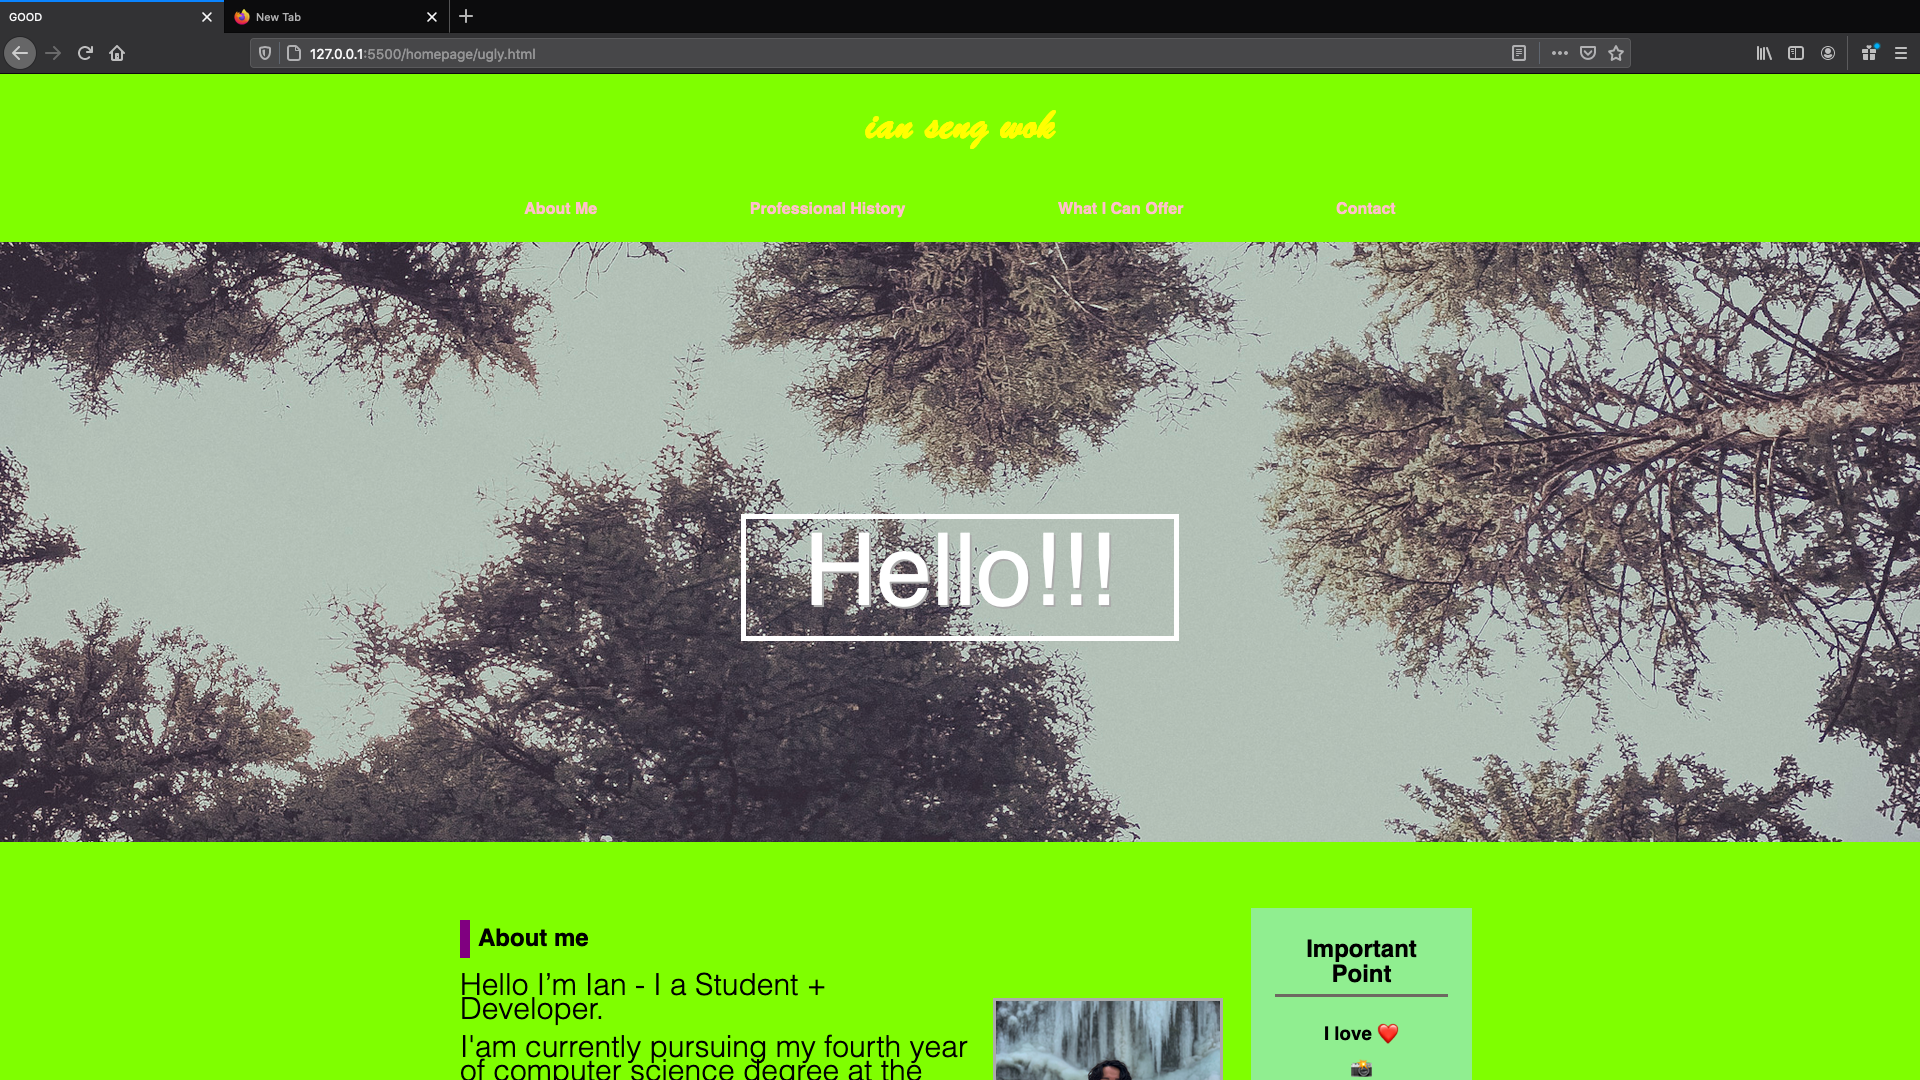 GOOD
New Tab
127.0.0.1:5500/homepage/ugly.html
ian seng wok
About Me Professional History What I Can Offer Contact
Hello!!!
About me
Hello I’m Ian - I a Student +
Developer.
I'am currently pursuing my fourth year
of computer science degree at the
Important
Point
I love ❤️
📸